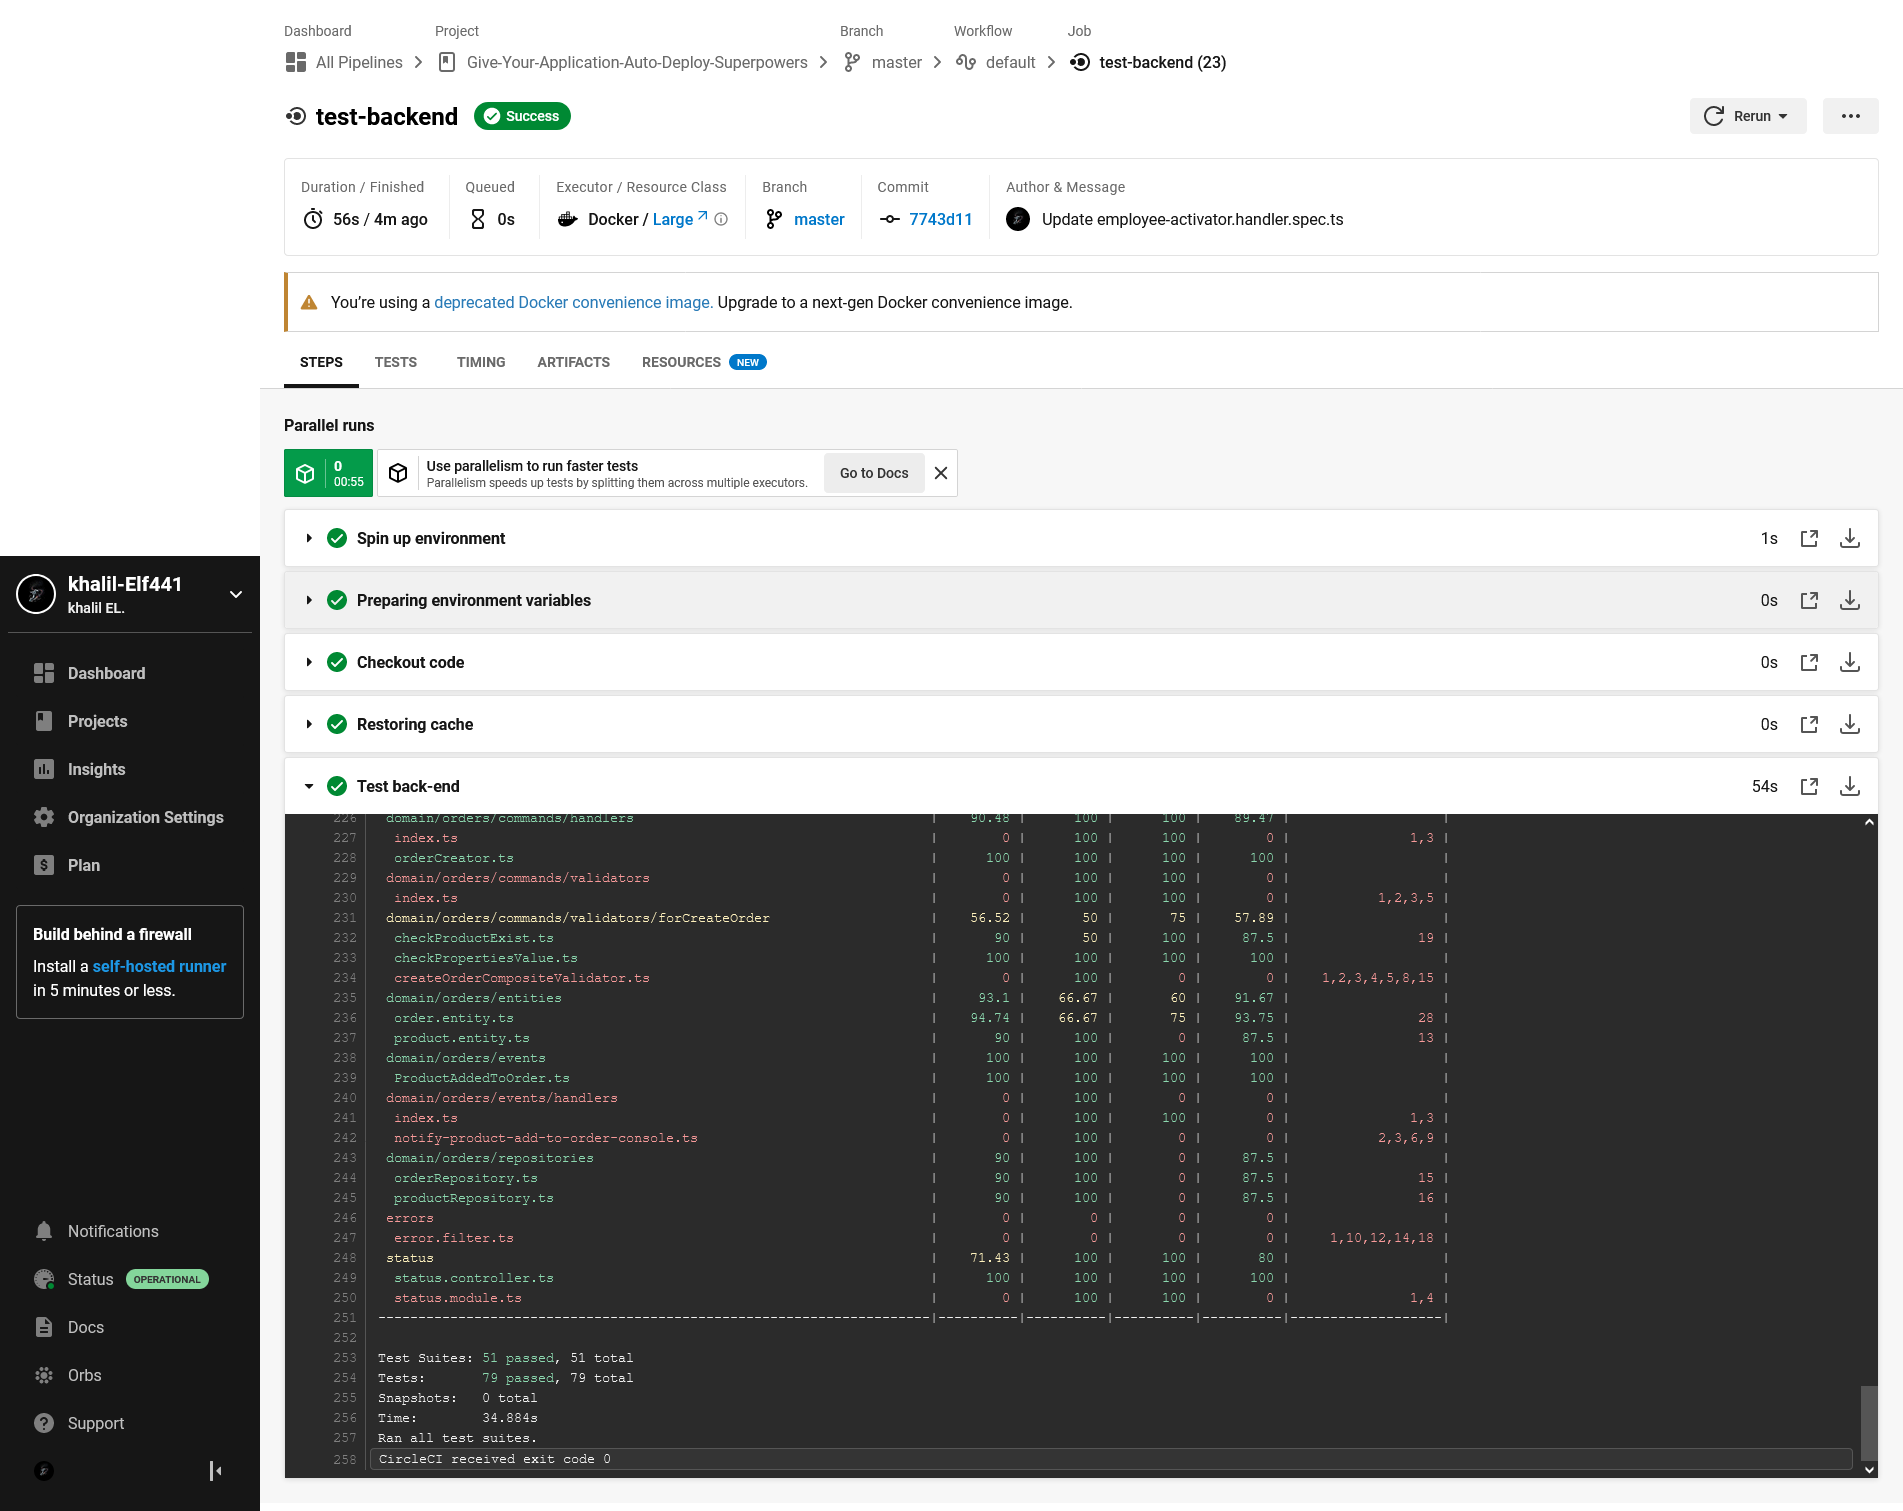 Dashboard Project Branch Workflow Job
All Pipelines Give-Your-Application-Auto-Deploy-Superpowers master default test-backend (23)
test-backend Success Rerun
Duration / Finished Queued Executor / Resource Class Branch Commit Author & Message
56s / 4m ago 0s Docker / Large master 7743d11 Update employee-activator.handler.spec.ts
You're using a deprecated Docker convenience image. Upgrade to a next-gen Docker convenience image.
STEPS TESTS TIMING ARTIFACTS RESOURCES NEW
Parallel runs
0
00:55
Use parallelism to run faster tests
Parallelism speeds up tests by splitting them across multiple executors.
Go to Docs
Spin up environment 1s
Preparing environment variables 0s
Checkout code 0s
Restoring cache 0s
Test back-end 54s
226 domain/orders/commands/handlers | 90.48 | 100 | 100 | 89.47 | |
227 index.ts | 0 | 100 | 100 | 0 | 1,3 |
228 orderCreator.ts | 100 | 100 | 100 | 100 | |
229 domain/orders/commands/validators | 0 | 100 | 100 | 0 | |
230 index.ts | 0 | 100 | 100 | 0 | 1,2,3,5 |
231 domain/orders/commands/validators/forCreateOrder | 56.52 | 50 | 75 | 57.89 | |
232 checkProductExist.ts | 90 | 50 | 100 | 87.5 | 19 |
233 checkPropertiesValue.ts | 100 | 100 | 100 | 100 | |
234 createOrderCompositeValidator.ts | 0 | 100 | 0 | 0 | 1,2,3,4,5,8,15 |
235 domain/orders/entities | 93.1 | 66.67 | 60 | 91.67 | |
236 order.entity.ts | 94.74 | 66.67 | 75 | 93.75 | 28 |
237 product.entity.ts | 90 | 100 | 0 | 87.5 | 13 |
238 domain/orders/events | 100 | 100 | 100 | 100 | |
239 ProductAddedToOrder.ts | 100 | 100 | 100 | 100 | |
240 domain/orders/events/handlers | 0 | 100 | 0 | 0 | |
241 index.ts | 0 | 100 | 100 | 0 | 1,3 |
242 notify-product-add-to-order-console.ts | 0 | 100 | 0 | 0 | 2,3,6,9 |
243 domain/orders/repositories | 90 | 100 | 0 | 87.5 | |
244 orderRepository.ts | 90 | 100 | 0 | 87.5 | 15 |
245 productRepository.ts | 90 | 100 | 0 | 87.5 | 16 |
246 errors | 0 | 0 | 0 | 0 | |
247 error.filter.ts | 0 | 0 | 0 | 0 | 1,10,12,14,18 |
248 status | 71.43 | 100 | 100 | 80 | |
249 status.controller.ts | 100 | 100 | 100 | 100 | |
250 status.module.ts | 0 | 100 | 100 | 0 | 1,4 |
251 ---------------------------------------------------------------------|----------|----------|----------|----------|-------------------|
252
253 Test Suites: 51 passed, 51 total
254 Tests: 79 passed, 79 total
255 Snapshots: 0 total
256 Time: 34.884s
257 Ran all test suites.
258 CircleCI received exit code 0
khalil-Elf441
khalil EL.
Dashboard
Projects
Insights
Organization Settings
Plan
Build behind a firewall
Install a self-hosted runner
in 5 minutes or less.
Notifications
Status OPERATIONAL
Docs
Orbs
Support